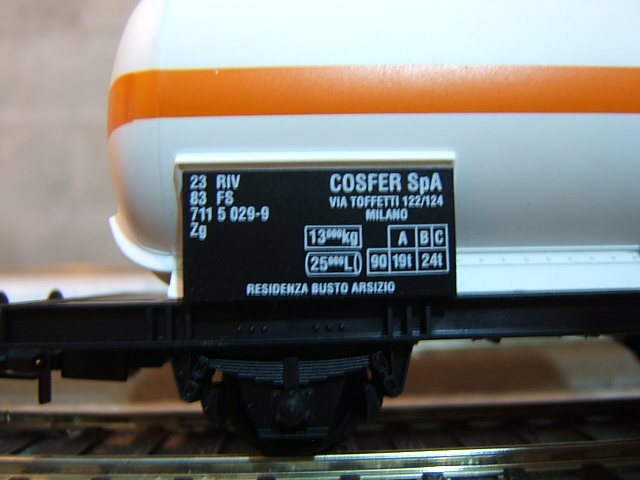 23 RIV
83 FS
711 5 029-9
Zg
COSFER SpA
VIA TOFFETTI 122/124
MILANO
13000kg
25000L
A B C
90 19t 24t
RESIDENZA BUSTO ARSIZIO